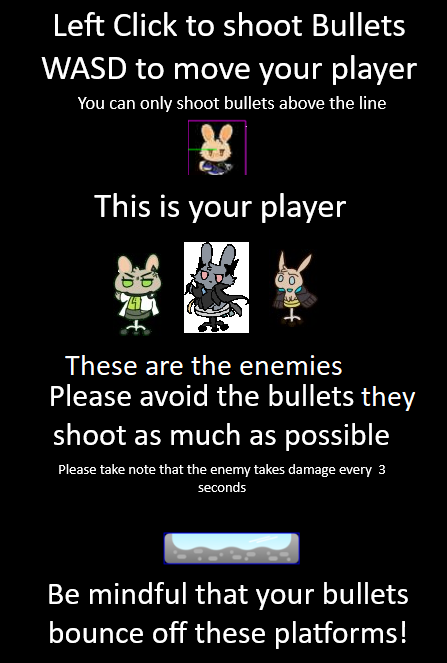 Left Click to shoot Bullets
WASD to move your player
You can only shoot bullets above the line
This is your player
These are the enemies
Please avoid the bullets they
shoot as much as possible
Please take note that the enemy takes damage every 3
seconds
Be mindful that your bullets
bounce off these platforms!